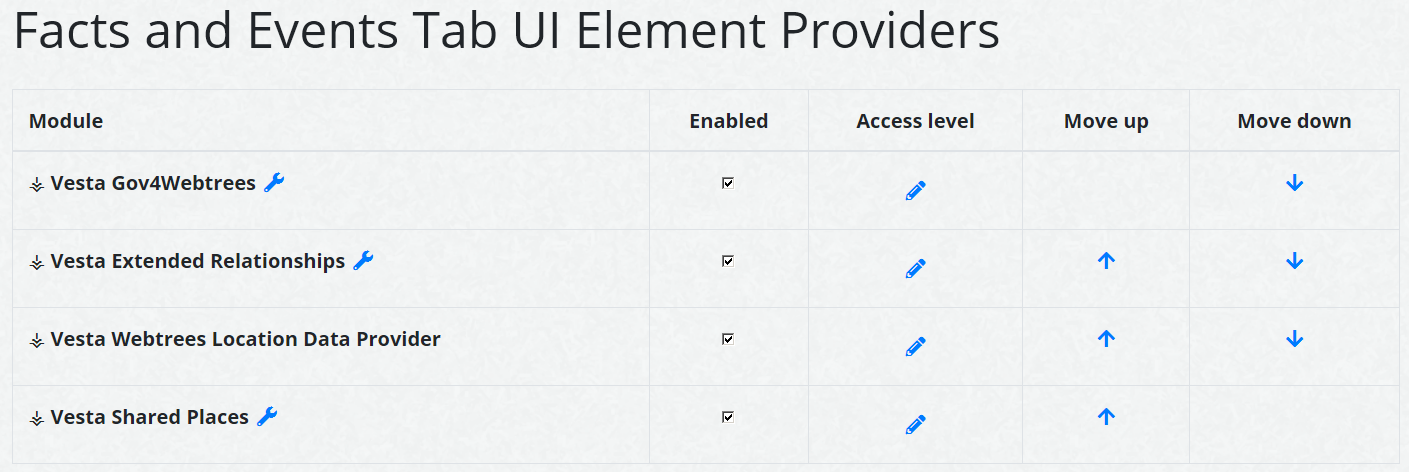 Facts and Events Tab UI Element Providers
Module Enabled Access level Move up Move down
Vesta Gov4Webtrees
Vesta Extended Relationships
Vesta Webtrees Location Data Provider
Vesta Shared Places